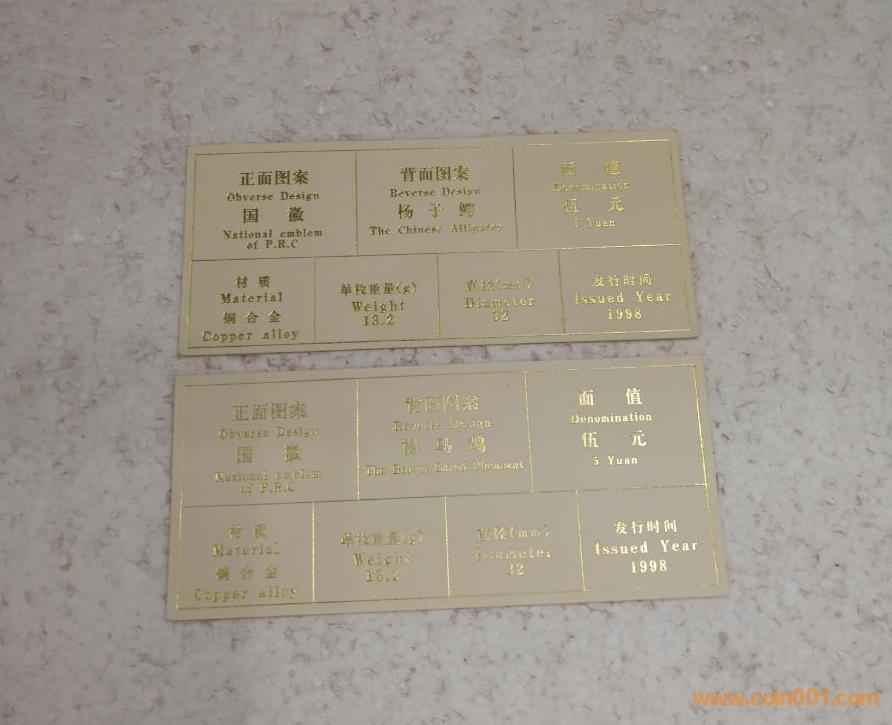 正面图案
Obverse Design
国 徽
National emblem
of P.R.C
背面图案
Reverse Design
杨子鳄
The Chinese Alligator
面 值
Denomination
伍 元
5 Yuan
材 质
Material
铜合金
Copper alloy
单枚重量(g)
Weight
13.2
直径(mm)
Diameter
32
发行时间
Issued Year
1998
正面图案
Obverse Design
国 徽
National emblem
of P.R.C
背面图案
Reverse Design
褐马鸡
The Brown Eared Pheasant
面 值
Denomination
伍 元
5 Yuan
材 质
Material
铜合金
Copper alloy
单枚重量(g)
Weight
13.2
直径(mm)
Diameter
32
发行时间
Issued Year
1998
www.coin001.com